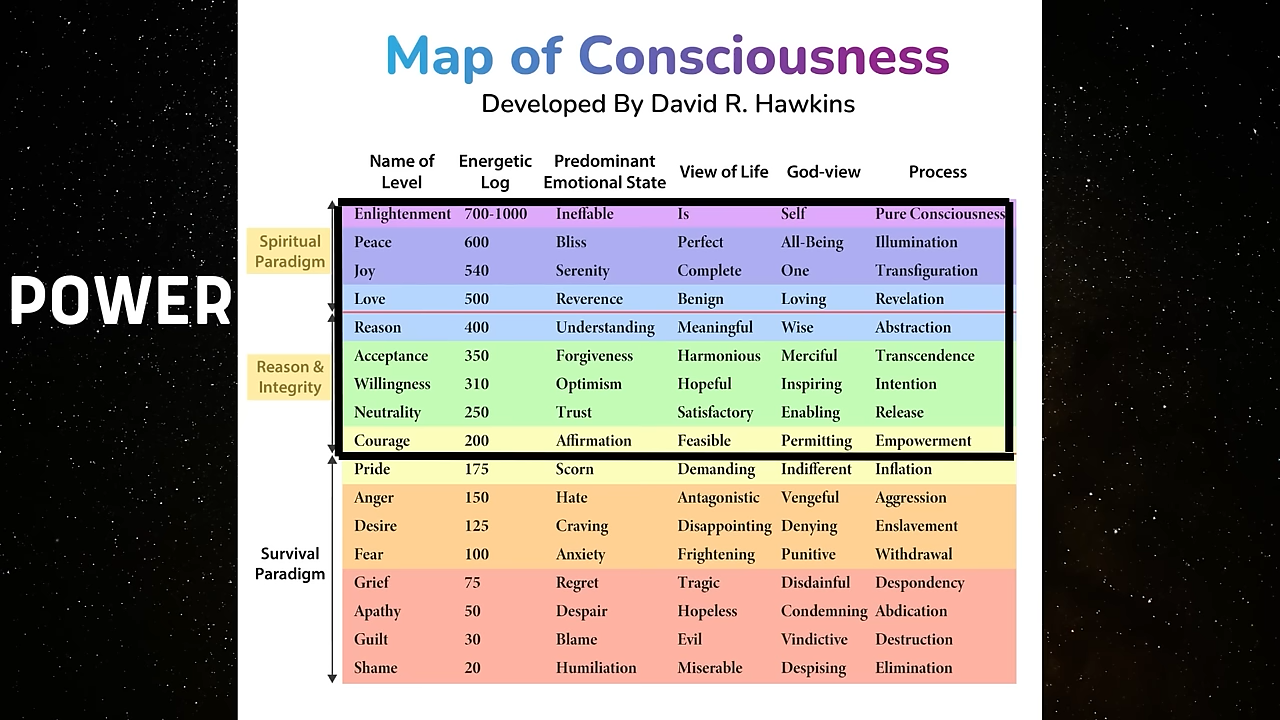 Map of Consciousness
Developed By David R. Hawkins
Name of Level Energetic Log Predominant Emotional State View of Life God-view Process
Enlightenment 700-1000 Ineffable Is Self Pure Consciousness
Spiritual Paradigm
Peace 600 Bliss Perfect All-Being Illumination
Joy 540 Serenity Complete One Transfiguration
POWER
Love 500 Reverence Benign Loving Revelation
Reason 400 Understanding Meaningful Wise Abstraction
Reason & Integrity
Acceptance 350 Forgiveness Harmonious Merciful Transcendence
Willingness 310 Optimism Hopeful Inspiring Intention
Neutrality 250 Trust Satisfactory Enabling Release
Courage 200 Affirmation Feasible Permitting Empowerment
Pride 175 Scorn Demanding Indifferent Inflation
Anger 150 Hate Antagonistic Vengeful Aggression
Desire 125 Craving Disappointing Denying Enslavement
Survival Paradigm
Fear 100 Anxiety Frightening Punitive Withdrawal
Grief 75 Regret Tragic Disdainful Despondency
Apathy 50 Despair Hopeless Condemning Abdication
Guilt 30 Blame Evil Vindictive Destruction
Shame 20 Humiliation Miserable Despising Elimination